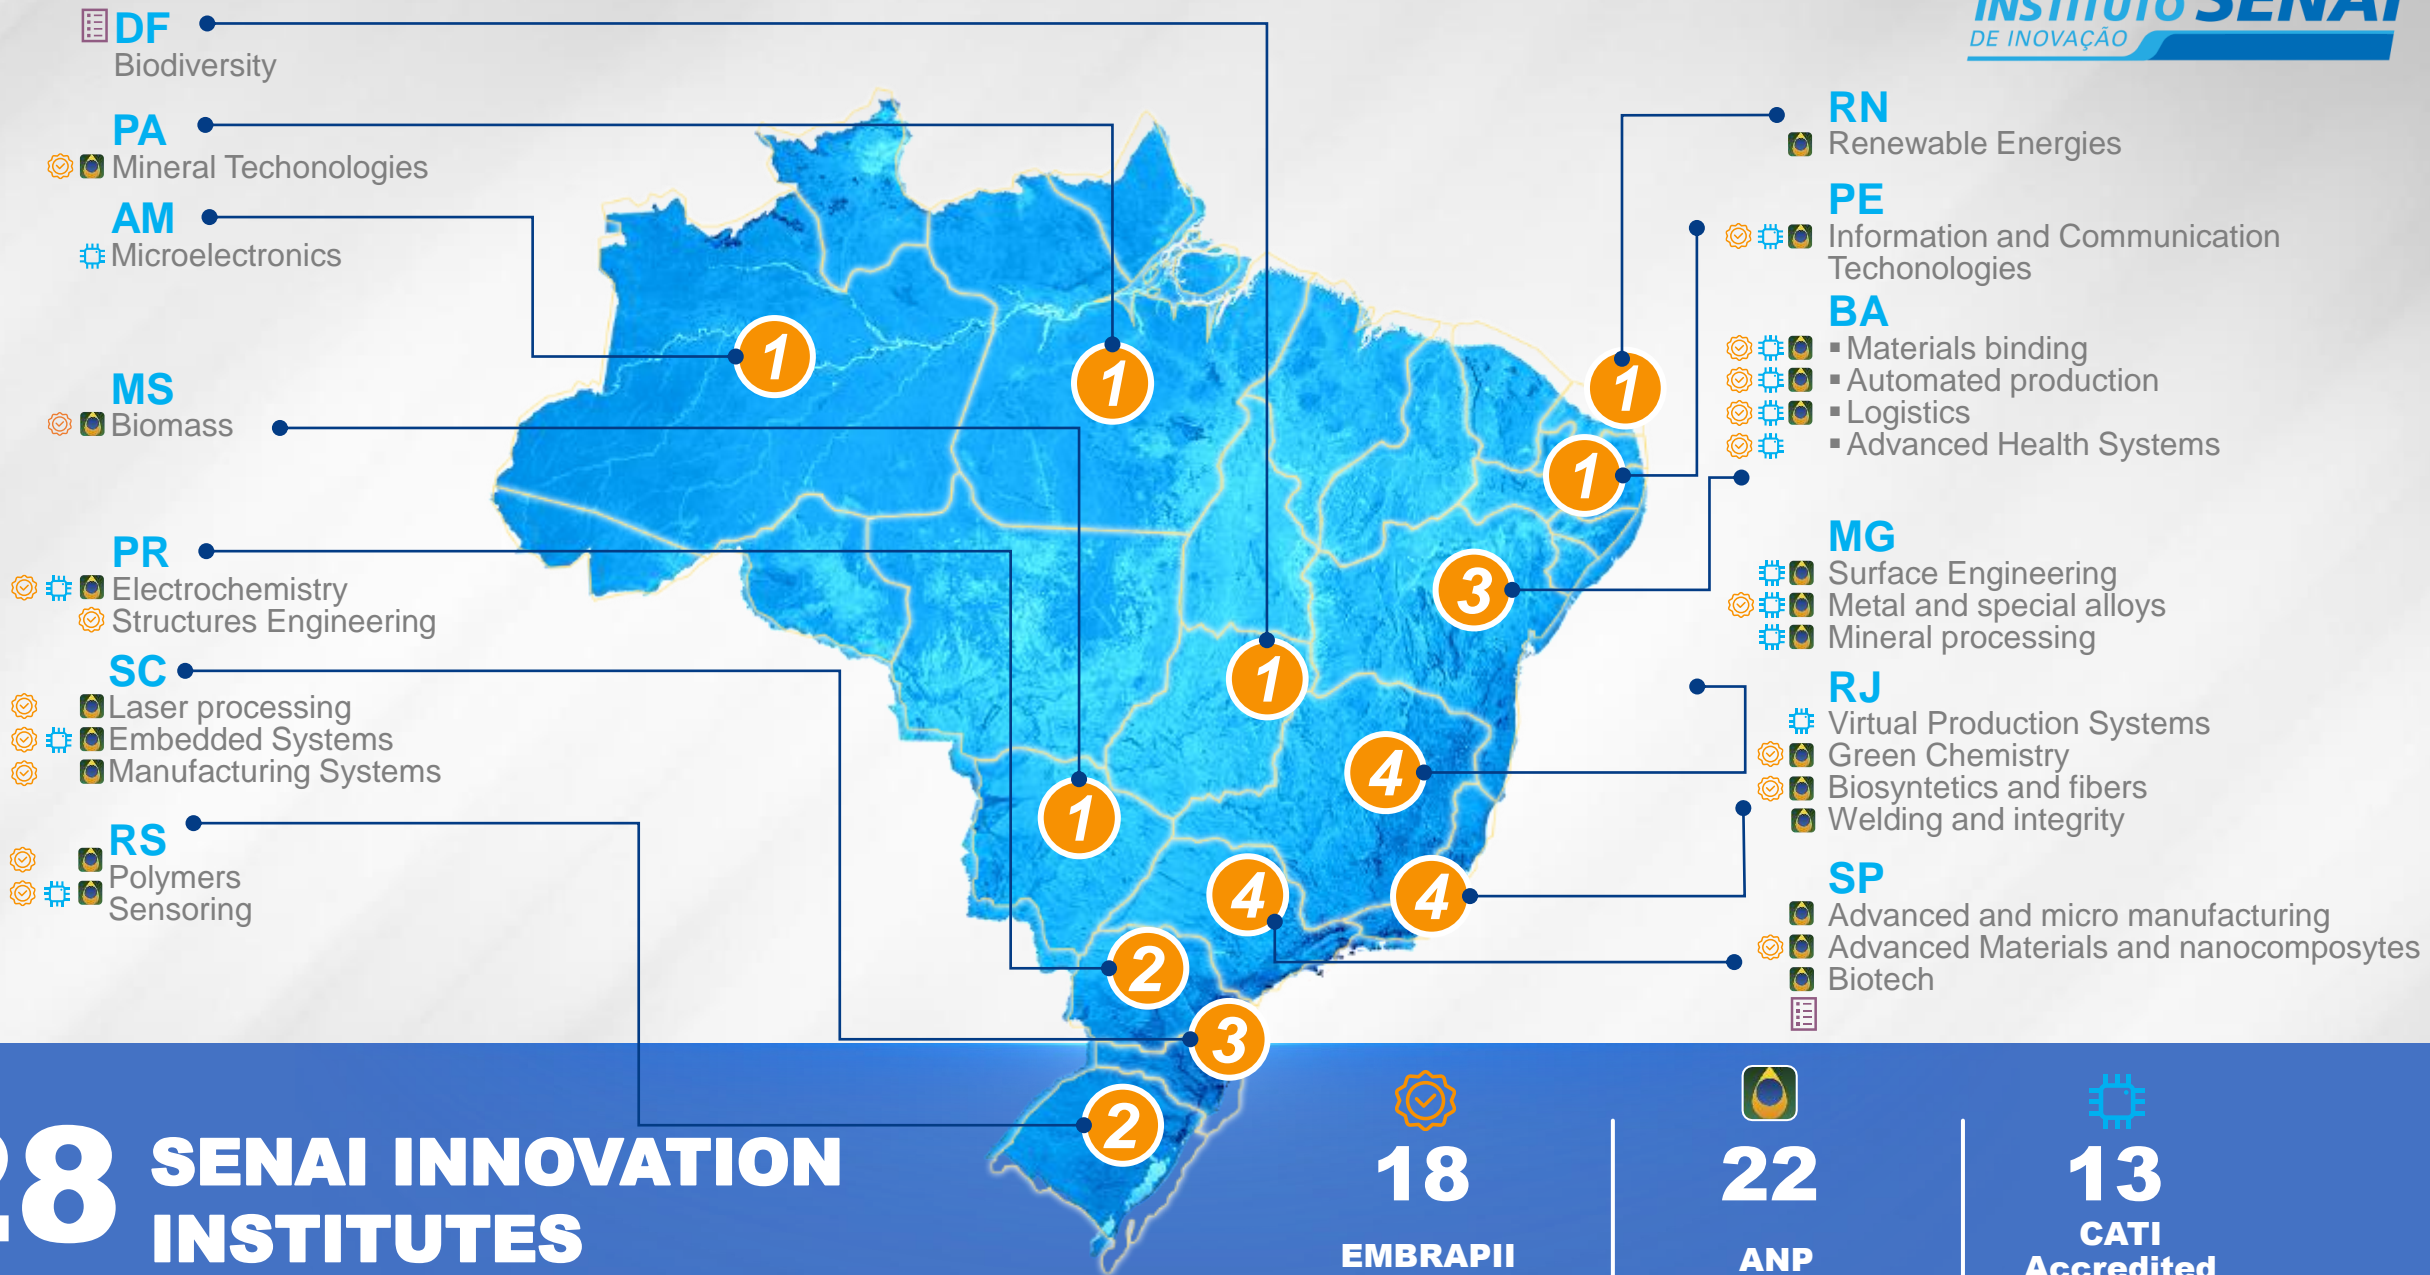 INSTITUTO SENAI
DE INOVAÇÃO
DF
Biodiversity
PA
Mineral Techonologies
AM
Microelectronics
MS
Biomass
PR
Electrochemistry
Structures Engineering
SC
Laser processing
Embedded Systems
Manufacturing Systems
RS
Polymers
Sensoring
RN
Renewable Energies
PE
Information and Communication
Techonologies
BA
▪ Materials binding
▪ Automated production
▪ Logistics
▪ Advanced Health Systems
MG
Surface Engineering
Metal and special alloys
Mineral processing
RJ
Virtual Production Systems
Green Chemistry
Biosyntetics and fibers
Welding and integrity
SP
Advanced and micro manufacturing
Advanced Materials and nanocomposytes
Biotech
1
1
1
1
3
1
4
1
4
4
2
3
2
28 SENAI INNOVATION
INSTITUTES
18
EMBRAPII
22
ANP
13
CATI
Accredited